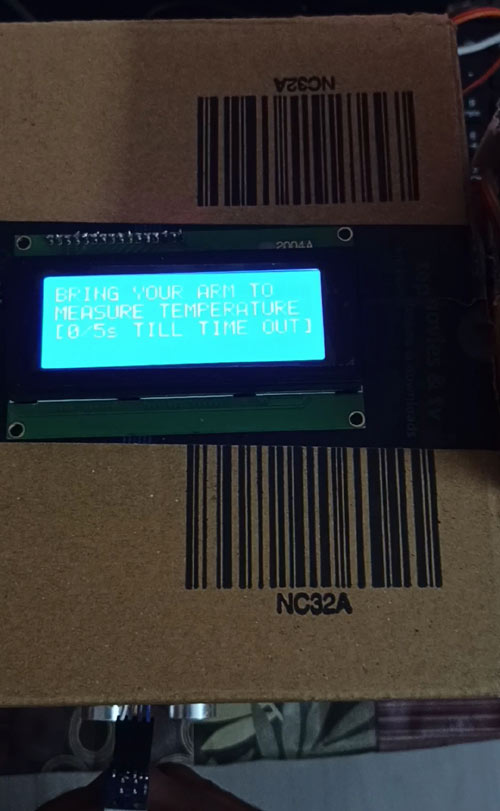 NC32A
2004A
BRING YOUR ARM TO
MEASURE TEMPERATURE
[0/5s TILL TIME OUT]
NC32A